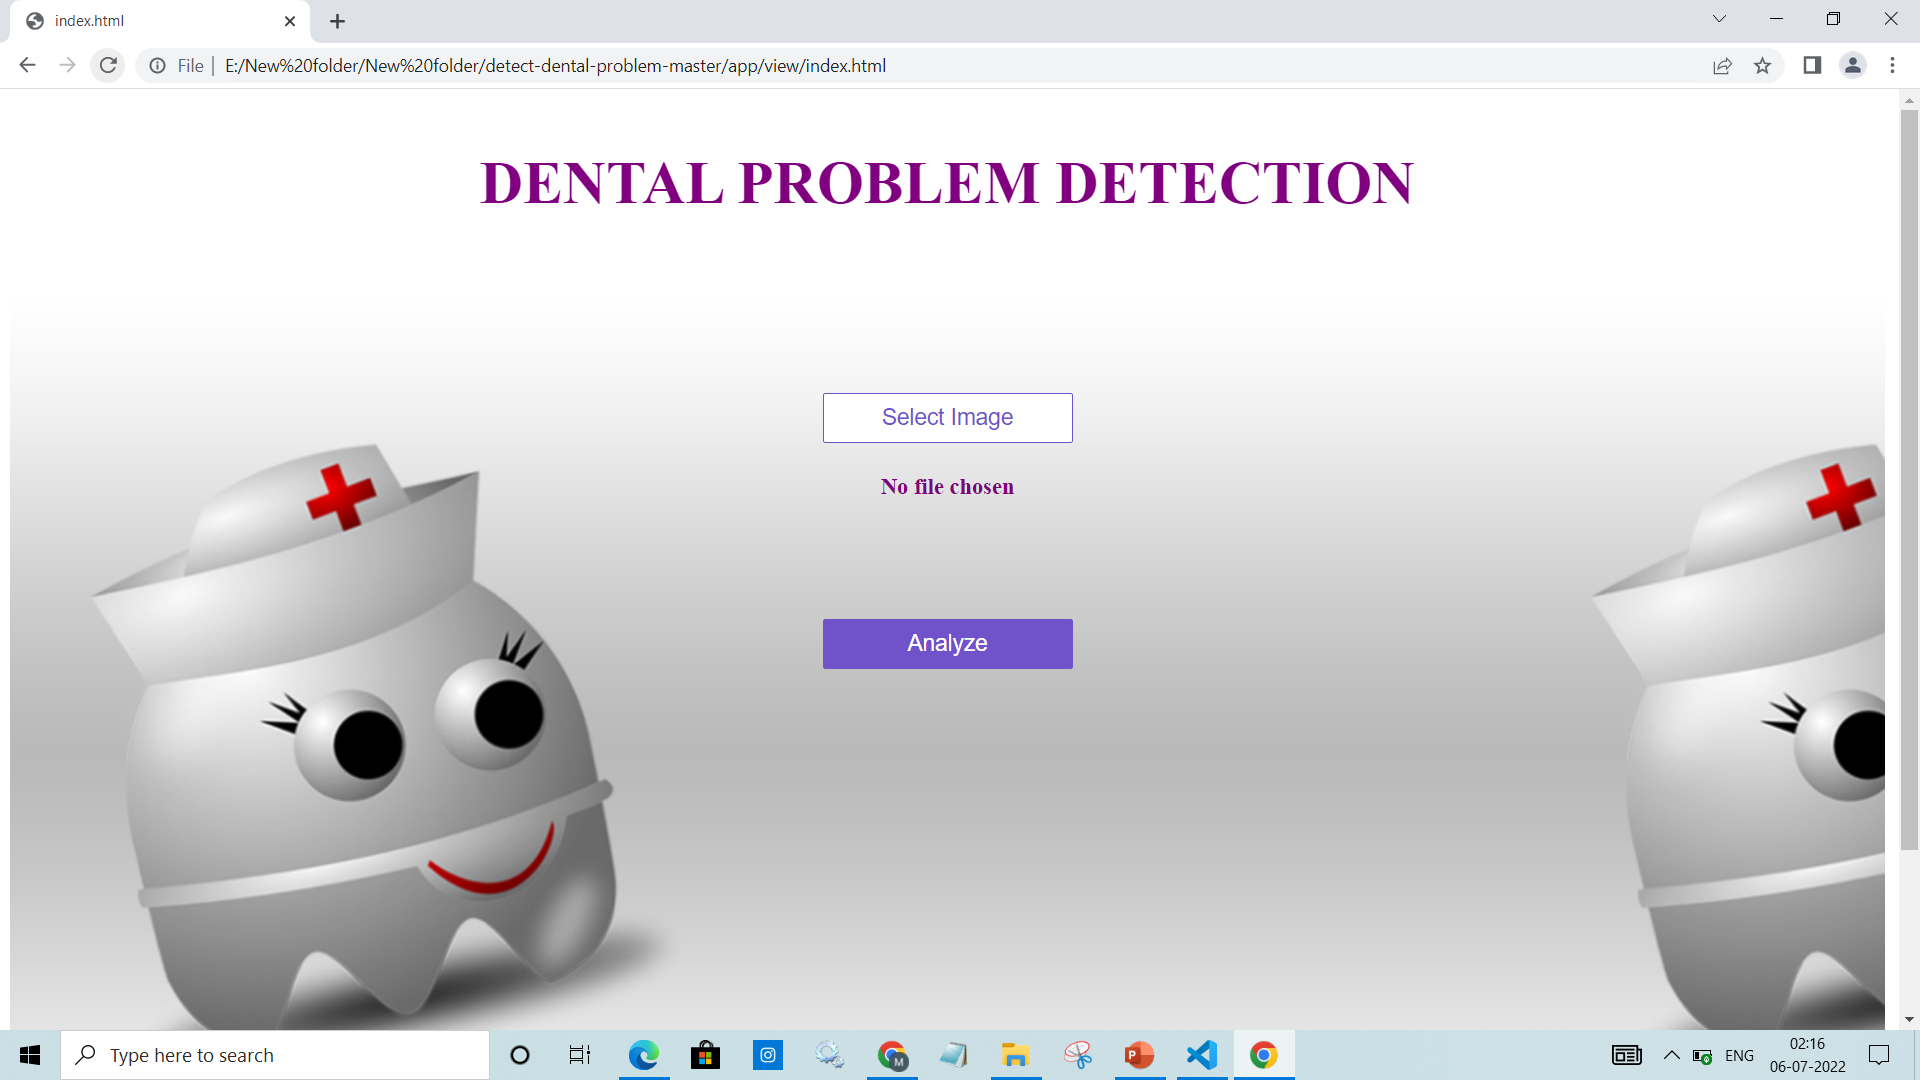 index.html
File
E:/New%20folder/New%20folder/detect-dental-problem-master/app/view/index.html
DENTAL PROBLEM DETECTION
Select Image
No file chosen
Analyze
Type here to search
M
P
ENG
02:16
06-07-2022